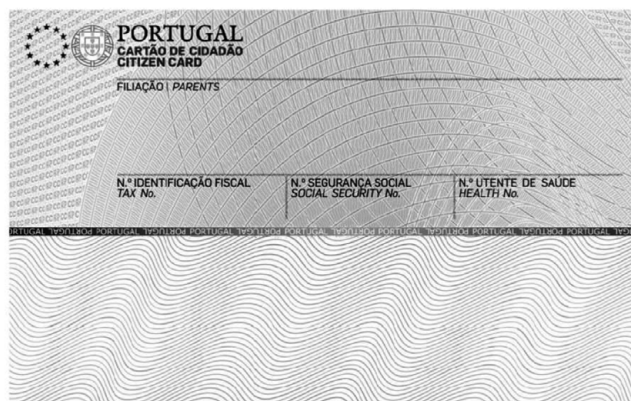 PORTUGAL
CARTÃO DE CIDADÃO
CITIZEN CARD
FILIAÇÃO | PARENTS
N.º IDENTIFICAÇÃO FISCAL
TAX No.
N.º SEGURANÇA SOCIAL
SOCIAL SECURITY No.
N.º UTENTE DE SAÚDE
HEALTH No.
RTUGAL PORTUGAL PORTUGAL PORTUGAL PORTUGAL PORTUGAL PORTUGAL PORTUGAL PORTUGAL PORTUGAL PORTUGAL PORTUGAL PORTUGAL